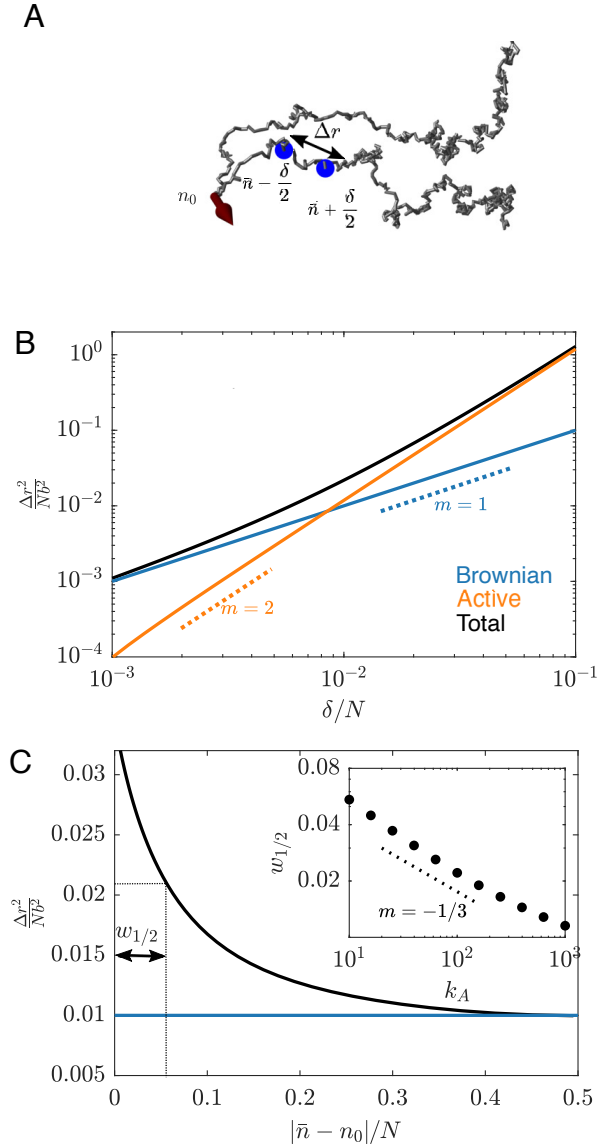 A
Δr
n₀
n̄ − δ/2
n̄ + δ/2
B
10⁰
10⁻¹
10⁻²
10⁻³
10⁻⁴
Δr²/Nb²
m = 1
m = 2
Brownian
Active
Total
10⁻³ 10⁻² 10⁻¹
δ/N
C
0.03
0.025
0.02
0.015
0.01
0.005
Δr²/Nb²
w₁/₂
0.08
0.04
0.02
w₁/₂
m = −1/3
10¹ 10² 10³
k_A
0 0.1 0.2 0.3 0.4 0.5
|n̄ − n₀|/N